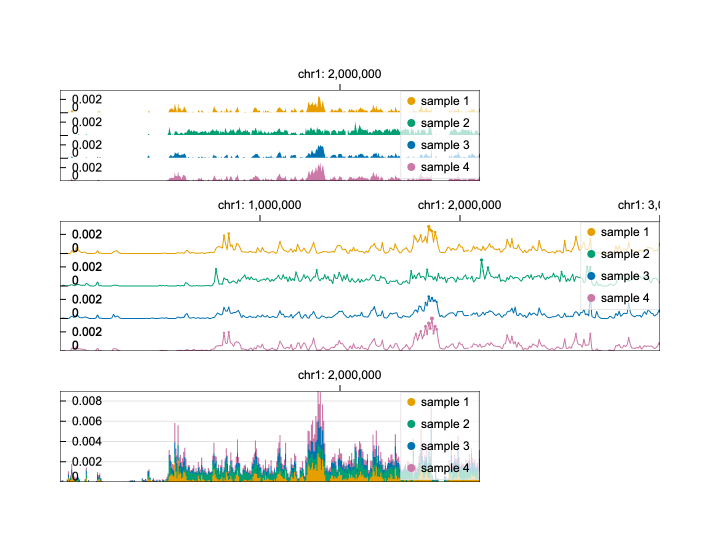 chr1: 2,000,000
0.002
0
sample 1
0.002
0
sample 2
0.002
0
sample 3
0.002
0
sample 4
chr1: 1,000,000 chr1: 2,000,000 chr1: 3,0
0.002
0
sample 1
0.002
0
sample 2
0.002
0
sample 3
0.002
0
sample 4
chr1: 2,000,000
0.008 sample 1
0.006 sample 2
0.004 sample 3
0.002 sample 4
0